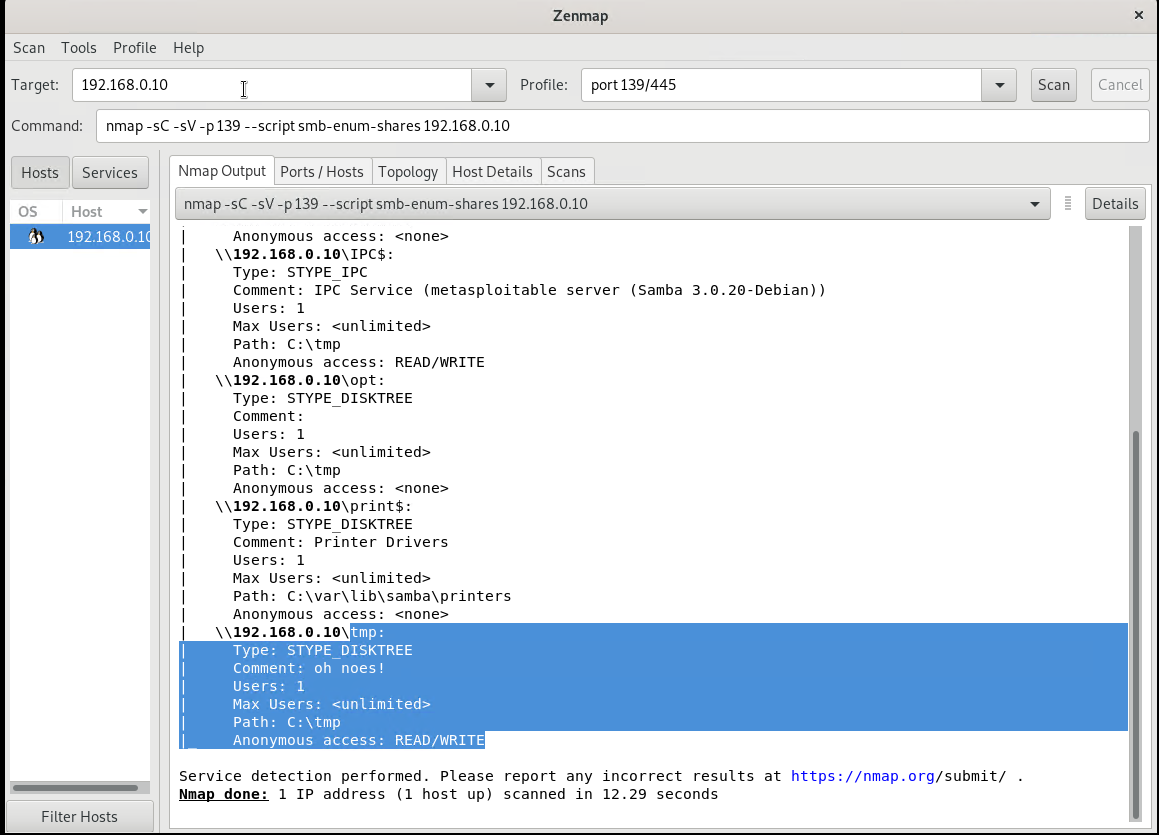 Zenmap
Scan Tools Profile Help
Target: 192.168.0.10 Profile: port 139/445 Scan Cancel
Command: nmap -sC -sV -p 139 --script smb-enum-shares 192.168.0.10
Hosts Services
Nmap Output Ports / Hosts Topology Host Details Scans
nmap -sC -sV -p 139 --script smb-enum-shares 192.168.0.10 Details
OS Host
192.168.0.10
|     Anonymous access: <none>
|   \\192.168.0.10\IPC$:
|     Type: STYPE_IPC
|     Comment: IPC Service (metasploitable server (Samba 3.0.20-Debian))
|     Users: 1
|     Max Users: <unlimited>
|     Path: C:\tmp
|     Anonymous access: READ/WRITE
|   \\192.168.0.10\opt:
|     Type: STYPE_DISKTREE
|     Comment:
|     Users: 1
|     Max Users: <unlimited>
|     Path: C:\tmp
|     Anonymous access: <none>
|   \\192.168.0.10\print$:
|     Type: STYPE_DISKTREE
|     Comment: Printer Drivers
|     Users: 1
|     Max Users: <unlimited>
|     Path: C:\var\lib\samba\printers
|     Anonymous access: <none>
|   \\192.168.0.10\tmp:
|     Type: STYPE_DISKTREE
|     Comment: oh noes!
|     Users: 1
|     Max Users: <unlimited>
|     Path: C:\tmp
|_    Anonymous access: READ/WRITE
Service detection performed. Please report any incorrect results at https://nmap.org/submit/ .
Nmap done: 1 IP address (1 host up) scanned in 12.29 seconds
Filter Hosts